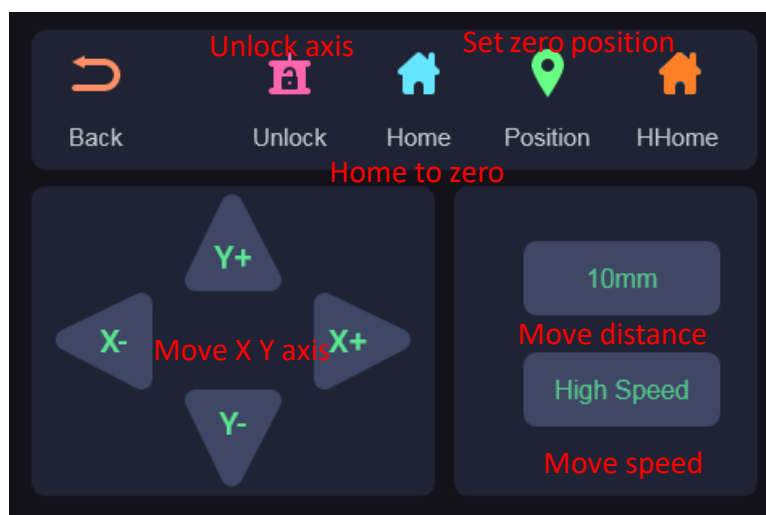 Unlock axis
Set zero position
Back
Unlock
Home
Position
HHome
Home to zero
Y+
X-
Move X Y axis
X+
Y-
10mm
Move distance
High Speed
Move speed